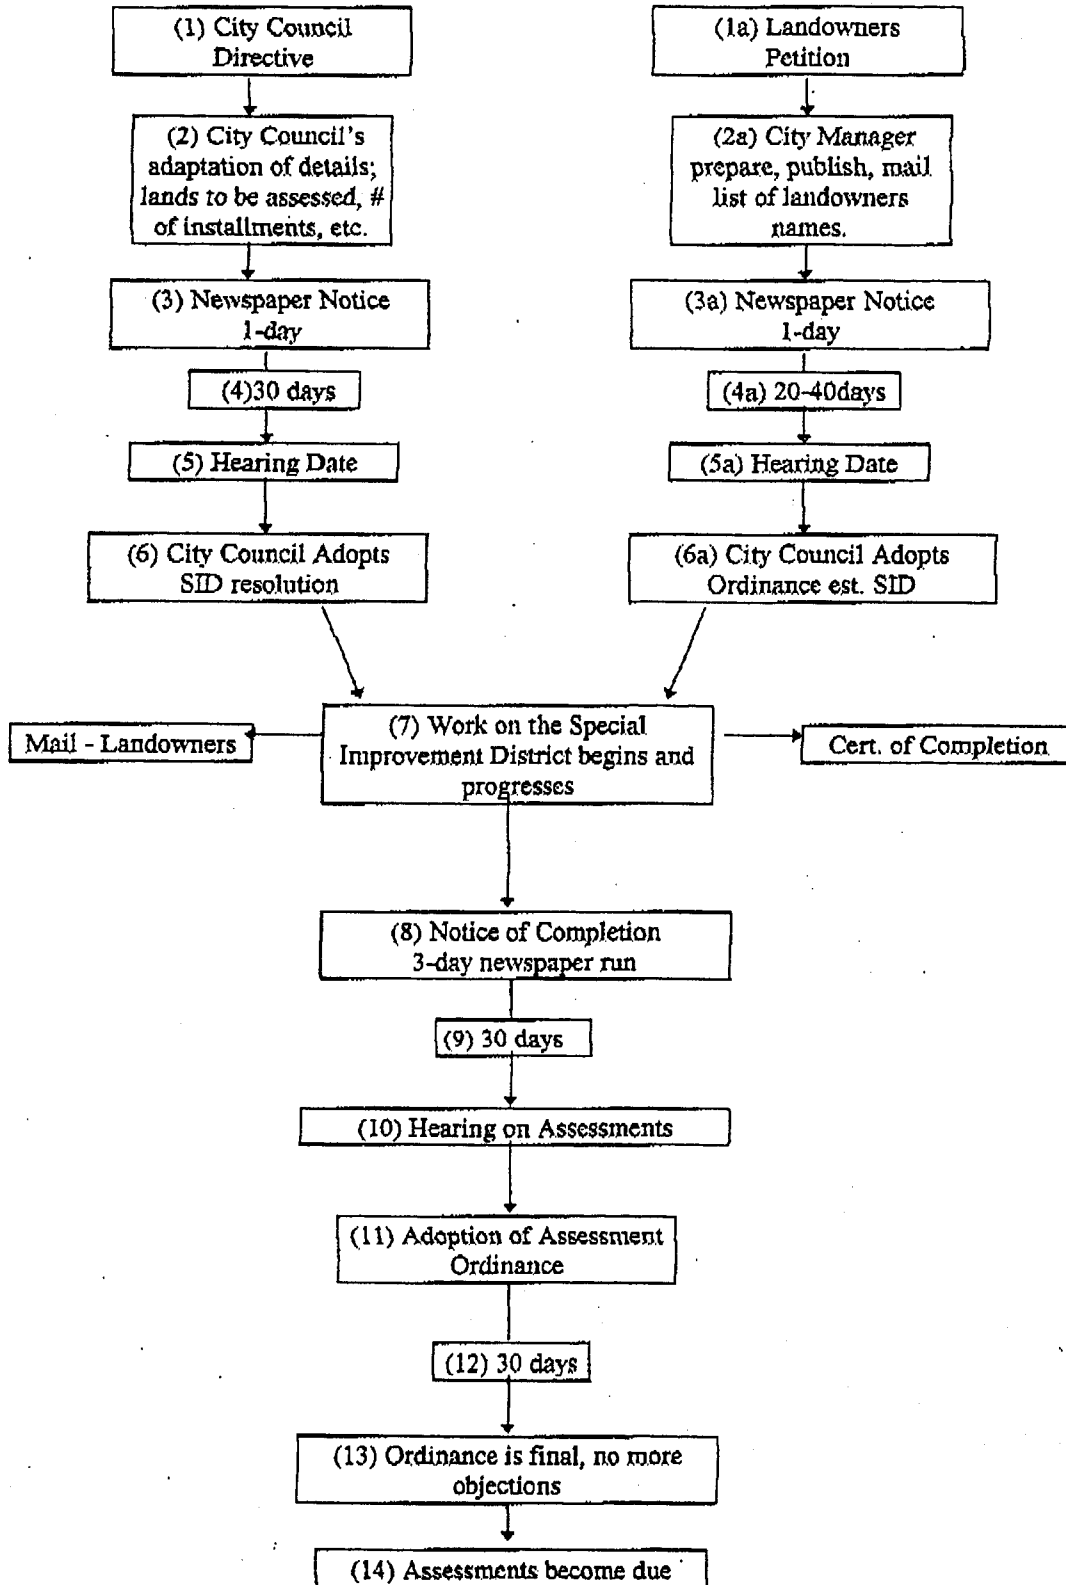 (1) City Council
Directive
(1a) Landowners
Petition
(2) City Council's
adaptation of details;
lands to be assessed, #
of installments, etc.
(2a) City Manager
prepare, publish, mail
list of landowners
names.
(3) Newspaper Notice
1-day
(3a) Newspaper Notice
1-day
(4)30 days
(4a) 20-40days
(5) Hearing Date
(5a) Hearing Date
(6) City Council Adopts
SID resolution
(6a) City Council Adopts
Ordinance est. SID
Mail - Landowners
(7) Work on the Special
Improvement District begins and
progresses
Cert. of Completion
(8) Notice of Completion
3-day newspaper run
(9) 30 days
(10) Hearing on Assessments
(11) Adoption of Assessment
Ordinance
(12) 30 days
(13) Ordinance is final, no more
objections
(14) Assessments become due